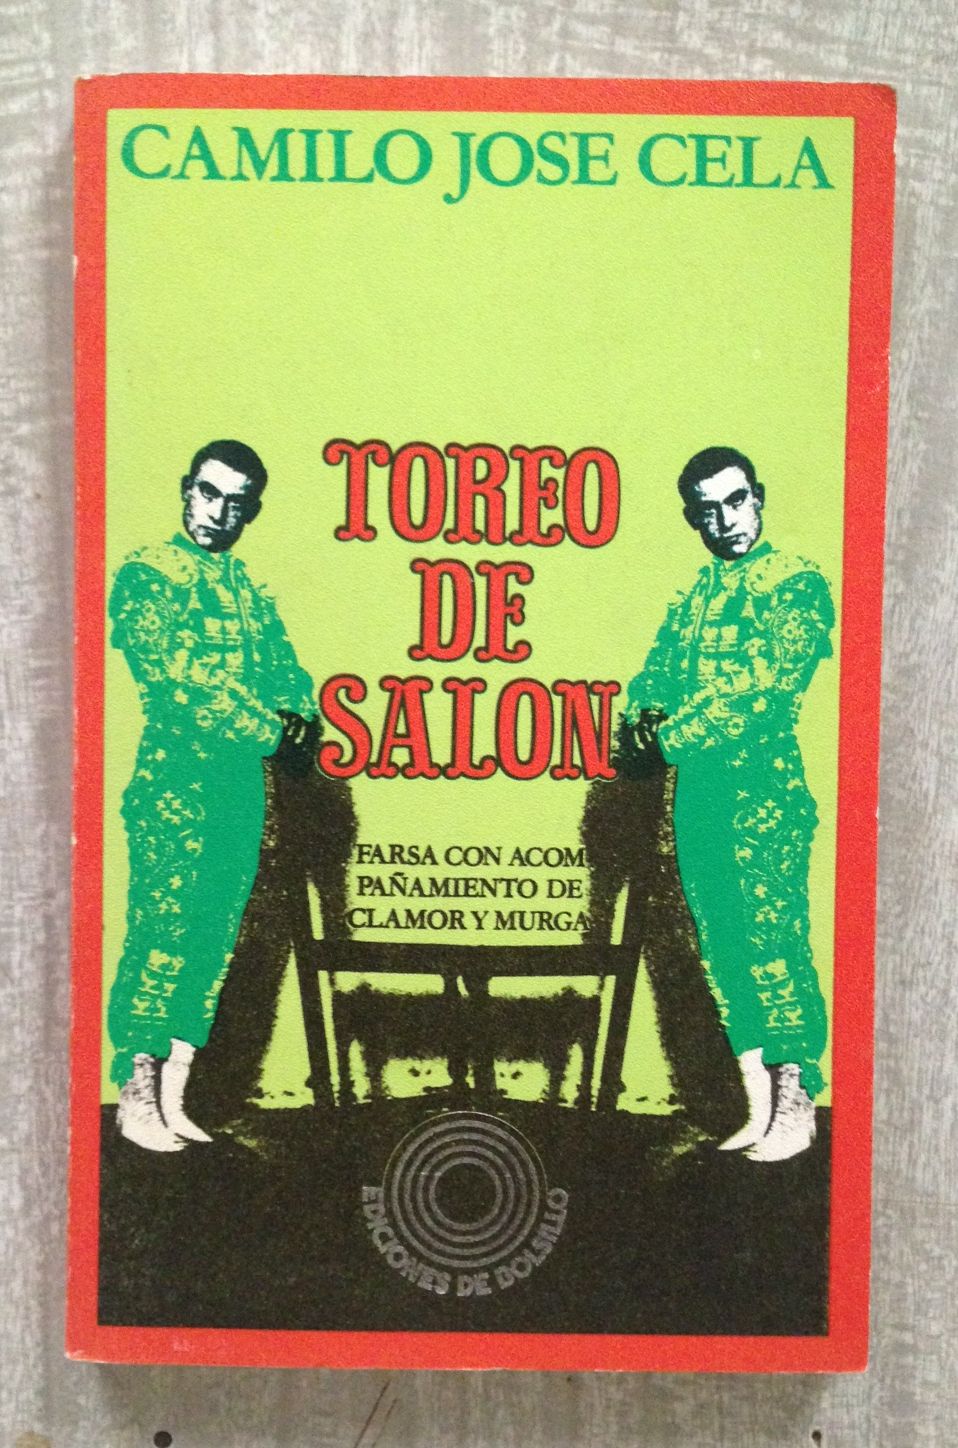 CAMILO JOSE CELA
TOREO
DE
SALON
FARSA CON ACOM
PAÑAMIENTO DE
CLAMOR Y MURGA
EDICIONES DE BOLSILLO